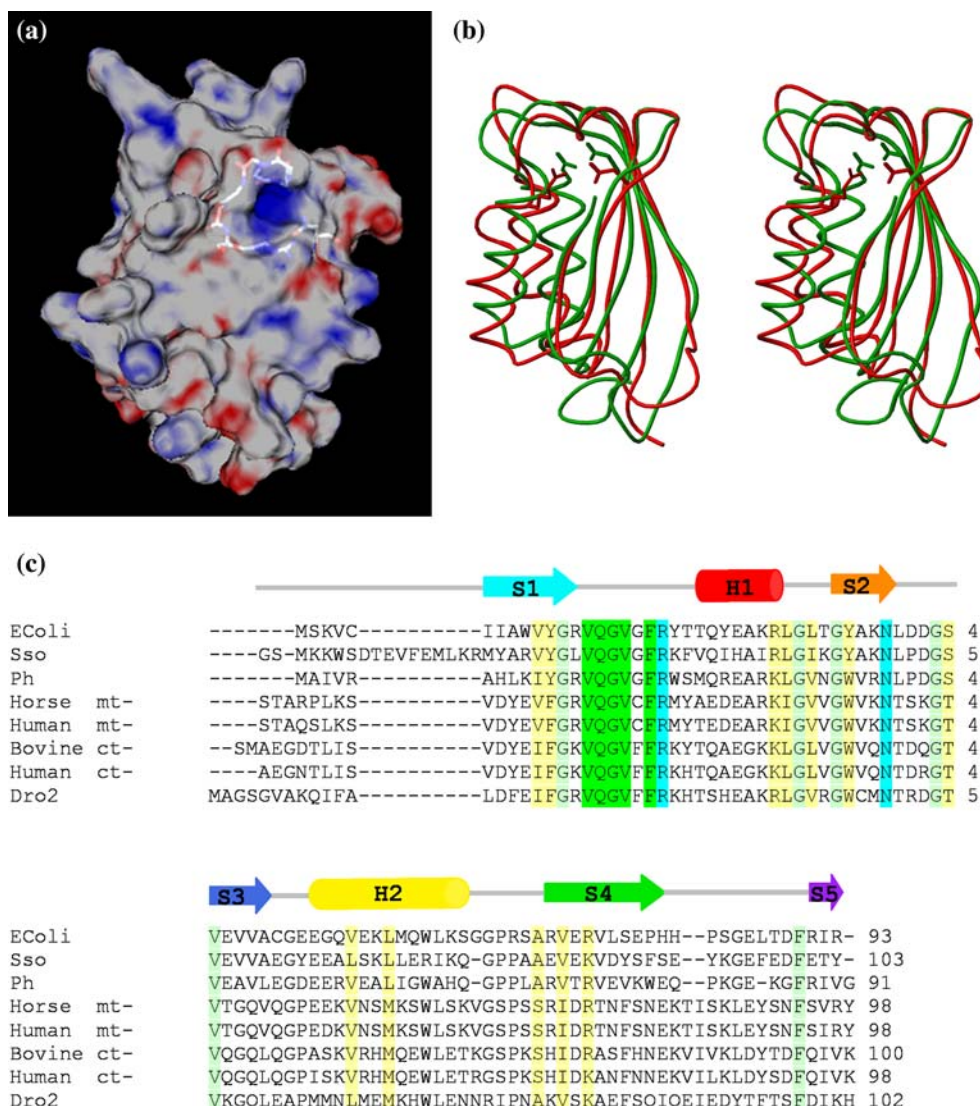 (a)
(b)
(c)
S1 H1 S2
EColi -------MSKVC----------IIAWVYGRVQGVGFRYTTQYEAKRLGLTGYAKNLDDGS 4
Sso ----GS-MKKWSDTEVFEMLKRMYARVYGLVQGVGFRKFVQIHAIRLGIKGYAKNLPDGS 5
Ph -------MAIVR----------AHLKIYGRVQGVGFRWSMQREARKLGVNGWVRNLPDGS 4
Horse mt- ----STARPLKS----------VDYEVFGRVQGVCFRMYAEDEARKIGVVGWVKNTSKGT 4
Human mt- ----STAQSLKS----------VDYEVFGRVQGVCFRMYTEDEARKIGVVGWVKNTSKGT 4
Bovine ct- --SMAEGDTLIS----------VDYEIFGKVQGVFFRKYTQAEGKKLGLVGWVQNTDQGT 4
Human ct- ----AEGNTLIS----------VDYEIFGKVQGVFFRKHTQAEGKKLGLVGWVQNTDRGT 4
Dro2 MAGSGVAKQIFA----------LDFEIFGRVQGVFFRKHTSHEAKRLGVRGWCMNTRDGT 5
S3 H2 S4 S5
EColi VEVVACGEEGQVEKLMQWLKSGGPRSARVERVLSEPHH--PSGELTDFRIR- 93
Sso VEVVAEGYEEALSKLLERIKQ-GPPAAEVEKVDYSFSE--YKGEFEDFETY- 103
Ph VEAVLEGDEERVEALIGWAHQ-GPPLARVTRVEVKWEQ--PKGE-KGFRIVG 91
Horse mt- VTGQVQGPEEKVNSMKSWLSKVGSPSSRIDRTNFSNEKTISKLEYSNFSVRY 98
Human mt- VTGQVQGPEDKVNSMKSWLSKVGSPSSRIDRTNFSNEKTISKLEYSNFSIRY 98
Bovine ct- VQGQLQGPASKVRHMQEWLETKGSPKSHIDRASFHNEKVIVKLDYTDFQIVK 100
Human ct- VQGQLQGPISKVRHMQEWLETRGSPKSHIDKANFNNEKVILKLDYSDFQIVK 98
Dro2 VKGQLEAPMMNLMEMKHWLENNRIPNAKVSKAEFSQIQEIEDYTFTSFDIKH 102